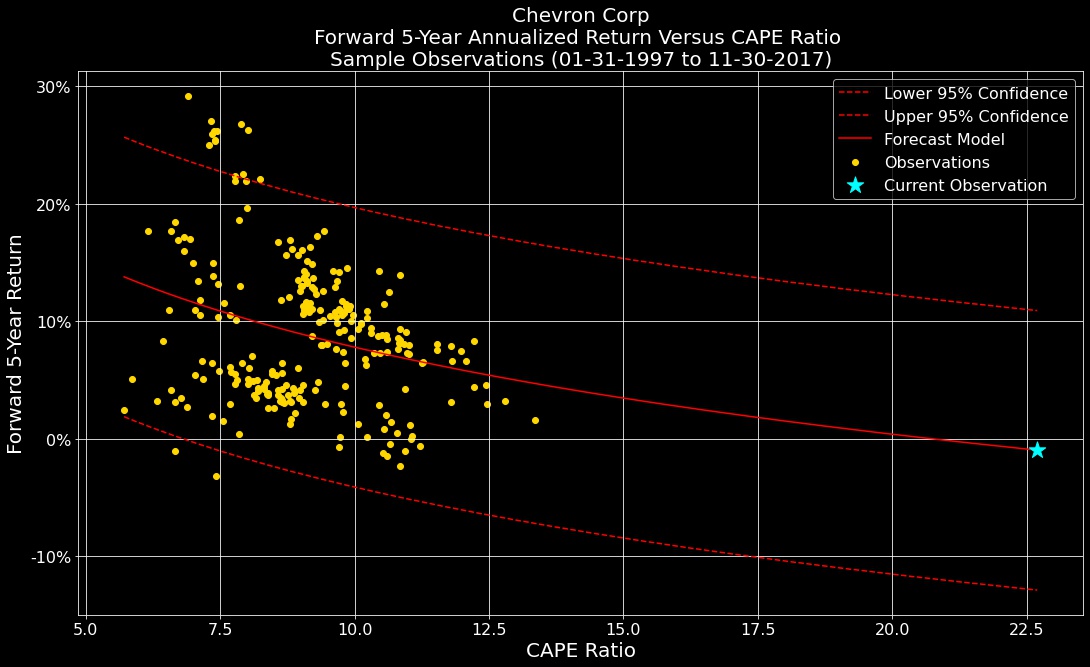 Chevron Corp
Forward 5-Year Annualized Return Versus CAPE Ratio
Sample Observations (01-31-1997 to 11-30-2017)
Lower 95% Confidence
Upper 95% Confidence
Forecast Model
Observations
Current Observation
Forward 5-Year Return
30%
20%
10%
0%
-10%
5.0 7.5 10.0 12.5 15.0 17.5 20.0 22.5
CAPE Ratio